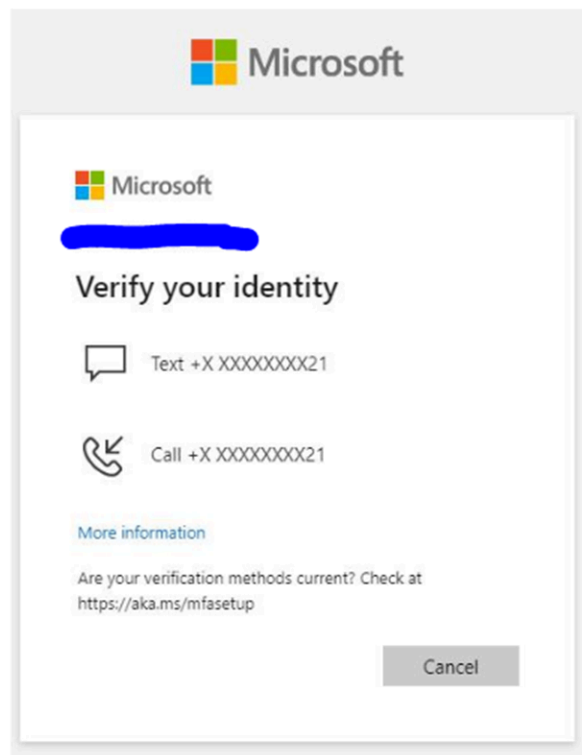 Microsoft
Microsoft
Verify your identity
Text +X XXXXXXXX21
Call +X XXXXXXXX21
More information
Are your verification methods current? Check at
https://aka.ms/mfasetup
Cancel